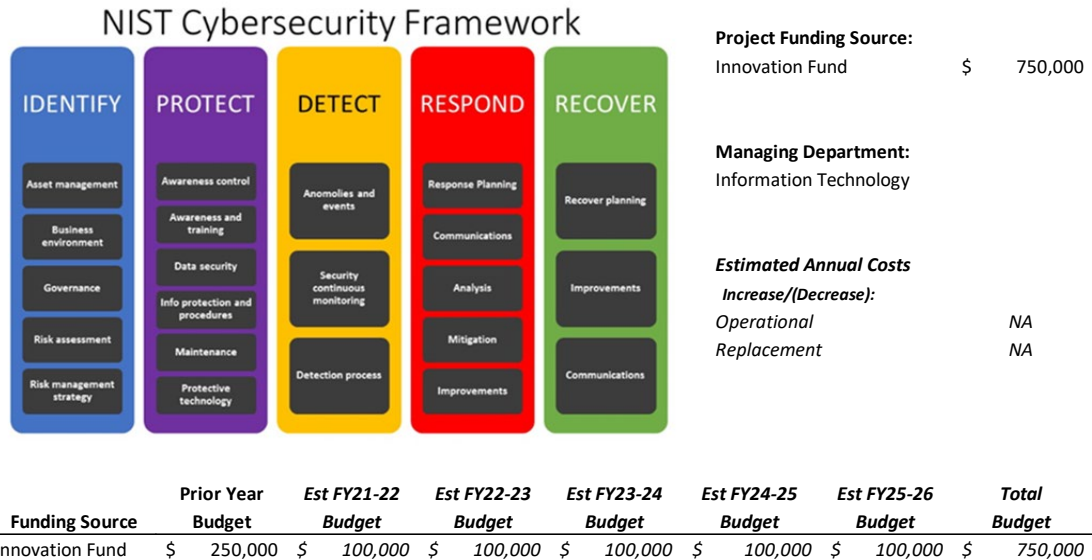 NIST Cybersecurity Framework
IDENTIFY
Asset management
Business
environment
Governance
Risk assessment
Risk management
strategy
PROTECT
Awareness control
Awareness and
training
Data security
Info protection and
procedures
Maintenance
Protective
technology
DETECT
Anomolies and
events
Security
continuous
monitoring
Detection process
RESPOND
Response Planning
Communications
Analysis
Mitigation
Improvements
RECOVER
Recover planning
Improvements
Communications
Project Funding Source:
Innovation Fund $ 750,000
Managing Department:
Information Technology
Estimated Annual Costs
Increase/(Decrease):
Operational NA
Replacement NA
Prior Year Est FY21-22 Est FY22-23 Est FY23-24 Est FY24-25 Est FY25-26 Total
Funding Source Budget Budget Budget Budget Budget Budget Budget
nnovation Fund $ 250,000 $ 100,000 $ 100,000 $ 100,000 $ 100,000 $ 100,000 $ 750,000